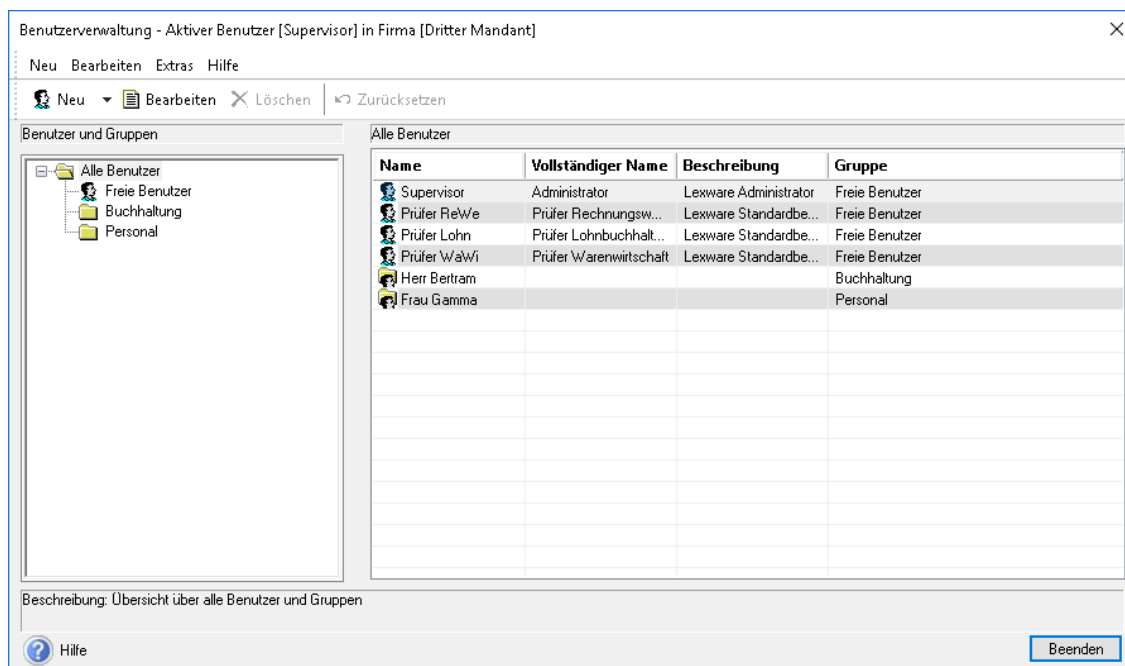 Benutzerverwaltung - Aktiver Benutzer [Supervisor] in Firma [Dritter Mandant]
Neu Bearbeiten Extras Hilfe
Neu Bearbeiten Löschen Zurücksetzen
Benutzer und Gruppen
Alle Benutzer
Freie Benutzer
Buchhaltung
Personal
Alle Benutzer
Name Vollständiger Name Beschreibung Gruppe
Supervisor Administrator Lexware Administrator Freie Benutzer
Prüfer ReWe Prüfer Rechnungsw... Lexware Standardbe... Freie Benutzer
Prüfer Lohn Prüfer Lohnbuchhalt... Lexware Standardbe... Freie Benutzer
Prüfer WaWi Prüfer Warenwirtschaft Lexware Standardbe... Freie Benutzer
Herr Bertram Buchhaltung
Frau Gamma Personal
Beschreibung: Übersicht über alle Benutzer und Gruppen
Hilfe
Beenden